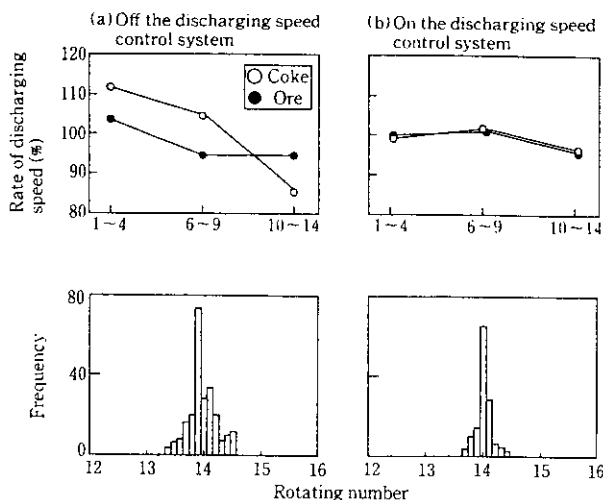 (a) Off the discharging speed
control system
(b) On the discharging speed
control system
Rate of discharging
speed (%)
120
110
100
90
80
Coke
Ore
1~4
6~9
10~14
1~4
6~9
10~14
Frequency
80
40
0
12
13
14
15
16
12
13
14
15
16
Rotating number